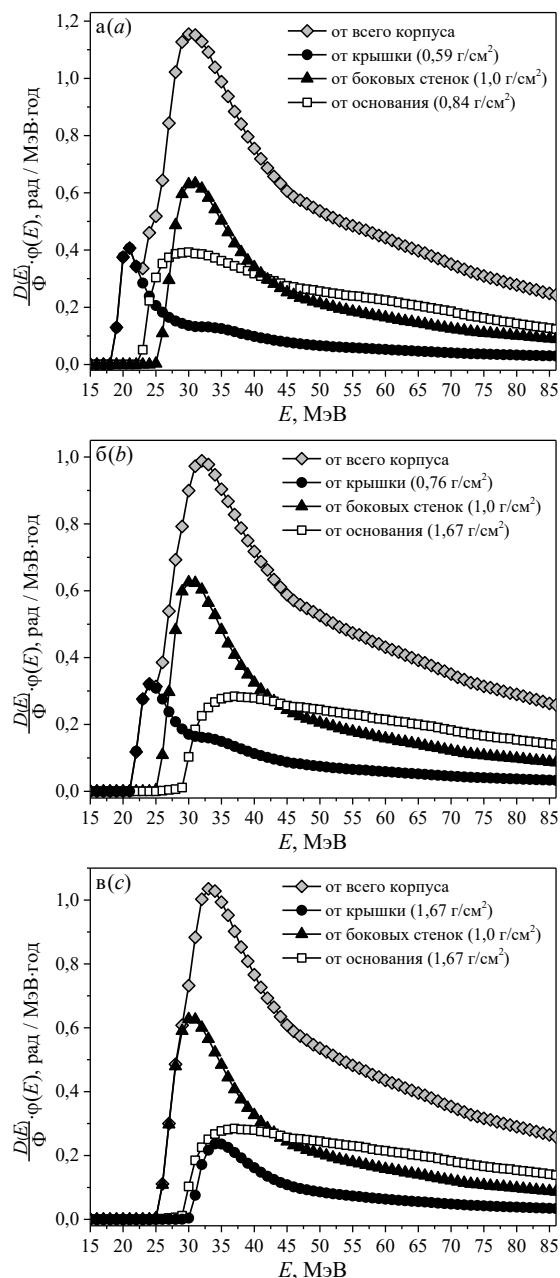 а(a)
от всего корпуса
от крышки (0,59 г/см²)
от боковых стенок (1,0 г/см²)
от основания (0,84 г/см²)
D(E)/Φ·φ(E), рад / МэВ·год
1,2
1,0
0,8
0,6
0,4
0,2
0,0
15 20 25 30 35 40 45 50 55 60 65 70 75 80 85
E, МэВ
б(b)
от всего корпуса
от крышки (0,76 г/см²)
от боковых стенок (1,0 г/см²)
от основания (1,67 г/см²)
D(E)/Φ·φ(E), рад / МэВ·год
1,0
0,8
0,6
0,4
0,2
0,0
15 20 25 30 35 40 45 50 55 60 65 70 75 80 85
E, МэВ
в(c)
от всего корпуса
от крышки (1,67 г/см²)
от боковых стенок (1,0 г/см²)
от основания (1,67 г/см²)
D(E)/Φ·φ(E), рад / МэВ·год
1,0
0,8
0,6
0,4
0,2
0,0
15 20 25 30 35 40 45 50 55 60 65 70 75 80 85
E, МэВ